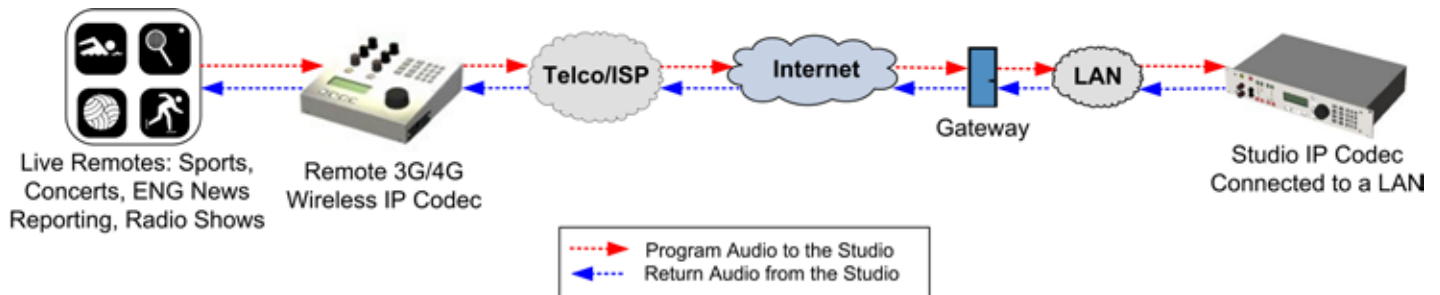 Telco/ISP
Internet
LAN
Gateway
Live Remotes: Sports,
Concerts, ENG News
Reporting, Radio Shows
Remote 3G/4G
Wireless IP Codec
Studio IP Codec
Connected to a LAN
Program Audio to the Studio
Return Audio from the Studio